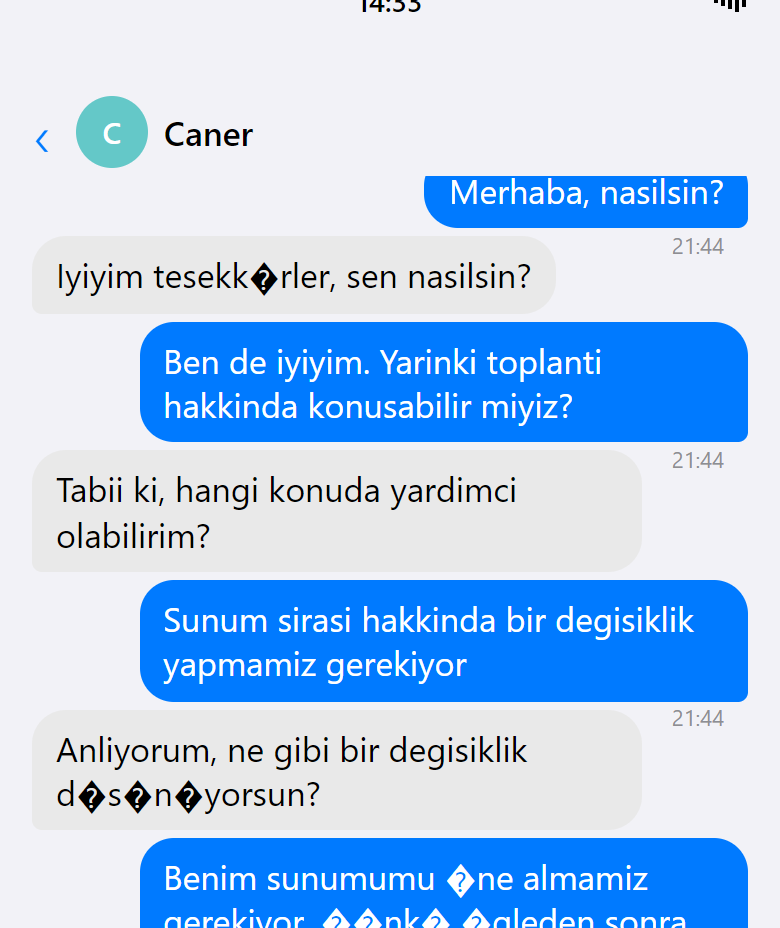 14:33
C
Caner
Merhaba, nasilsin?
21:44
Iyiyim tesekk�rler, sen nasilsin?
Ben de iyiyim. Yarinki toplanti
hakkinda konusabilir miyiz?
21:44
Tabii ki, hangi konuda yardimci
olabilirim?
Sunum sirasi hakkinda bir degisiklik
yapmamiz gerekiyor
21:44
Anliyorum, ne gibi bir degisiklik
d�s�n�yorsun?
Benim sunumumu �ne almamiz
gerekiyor, ��nk� �gleden sonra